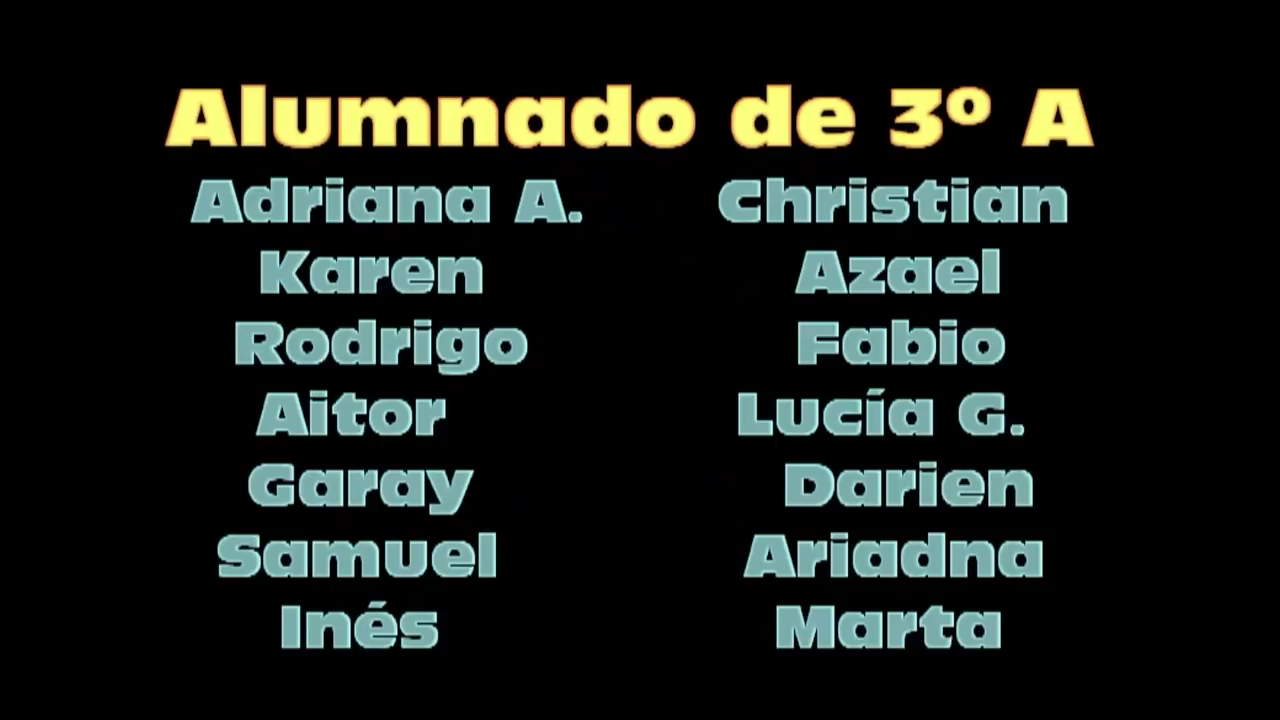 Alumnado de 3º A
Adriana A. Christian
Karen Azael
Rodrigo Fabio
Aitor Lucía G.
Garay Darien
Samuel Ariadna
Inés Marta